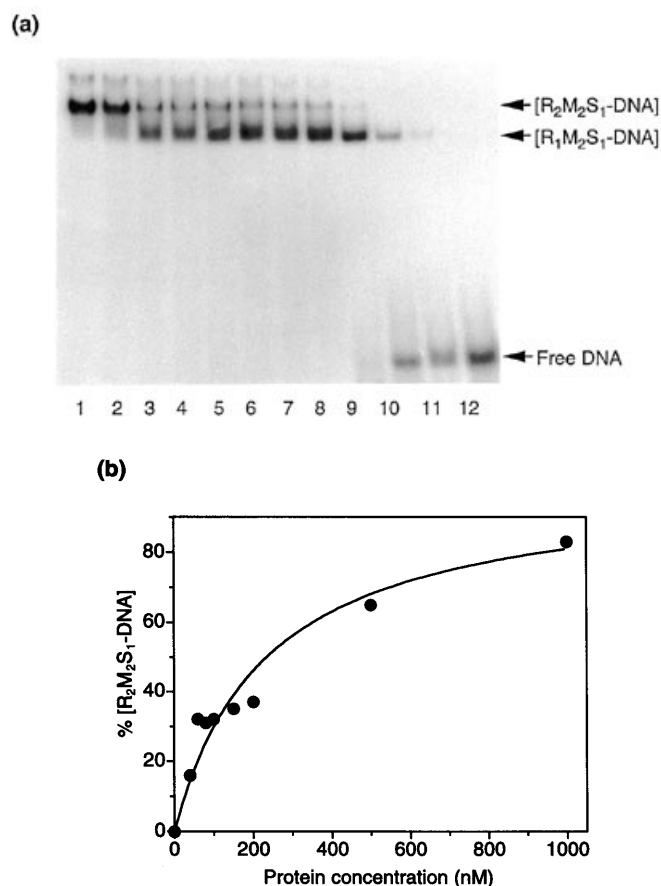 (a)
[R₂M₂S₁-DNA]
[R₁M₂S₁-DNA]
Free DNA
1 2 3 4 5 6 7 8 9 10 11 12
(b)
% [R₂M₂S₁-DNA]
80
60
40
20
0
0 200 400 600 800 1000
Protein concentration (nM)